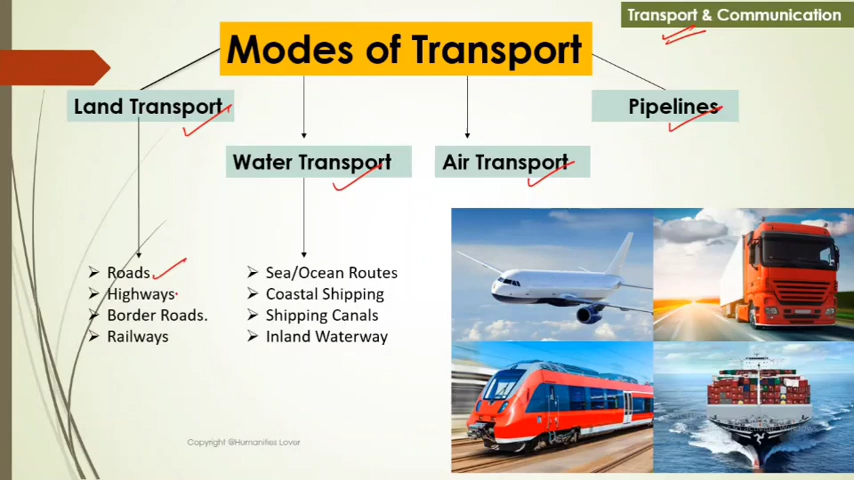 Transport & Communication
Modes of Transport
Land Transport
Pipelines
Water Transport
Air Transport
Roads
Highways
Border Roads.
Railways
Sea/Ocean Routes
Coastal Shipping
Shipping Canals
Inland Waterway
Copyright @Humanities Lover